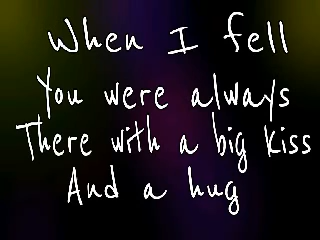 When I fell
You were always
There with a big kiss
And a hug